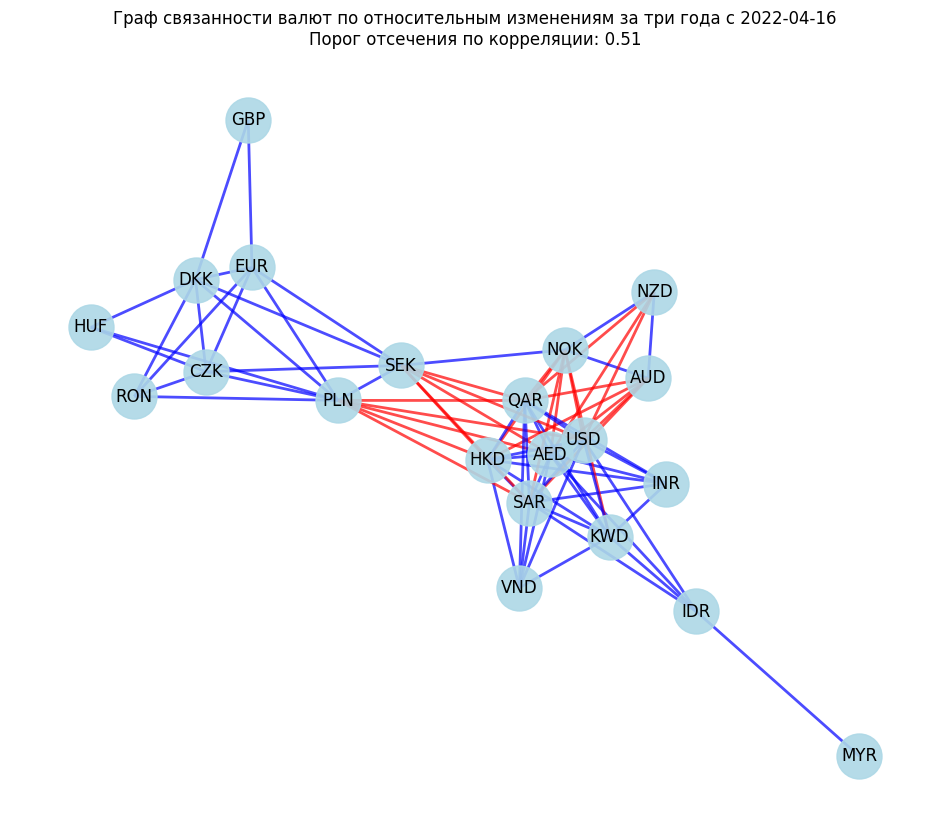 Граф связанности валют по относительным изменениям за три года с 2022-04-16
Порог отсечения по корреляции: 0.51
GBP
EUR
DKK
NZD
HUF
NOK
SEK
CZK
AUD
RON
PLN
QAR
USD
AED
HKD
INR
SAR
KWD
VND
IDR
MYR